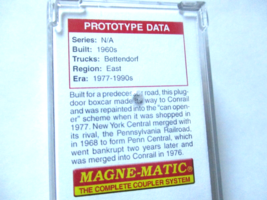 PROTOTYPE DATA
Series: N/A
Built: 1960s
Trucks: Bettendorf
Region: East
Era: 1977-1990s
Built for a predecer road, this plug-
door boxcar made way to Conrail
and was repainted into the "can open-
er" scheme when it was shopped in
1977. New York Central merged with
its rival, the Pennsylvania Railroad,
in 1968 to form Penn Central, which
went bankrupt two years later and
was merged into Conrail in 1976.
MAGNE-MATIC®
THE COMPLETE COUPLER SYSTEM